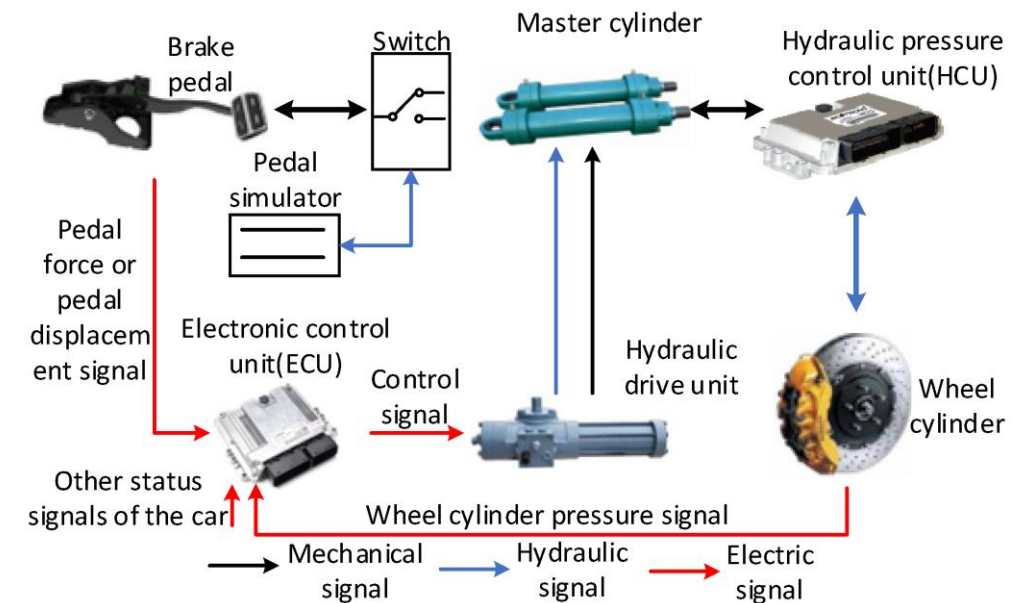 Brake
pedal
Switch
Master cylinder
Hydraulic pressure
control unit(HCU)
Pedal
simulator
Pedal
force or
pedal
displacem
ent signal
Electronic control
unit(ECU)
Control
signal
Hydraulic
drive unit
Wheel
cylinder
Other status
signals of the car
Wheel cylinder pressure signal
Mechanical
signal
Hydraulic
signal
Electric
signal